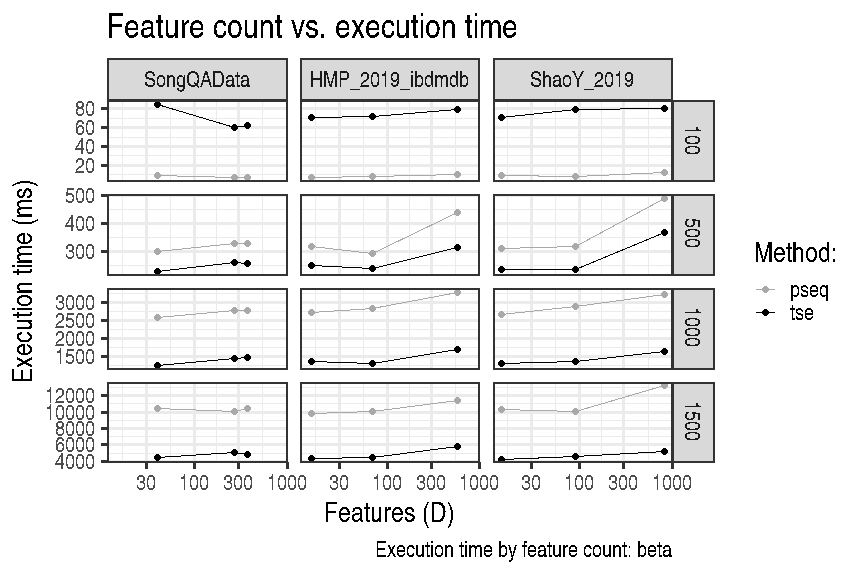 Feature count vs. execution time
SongQAData HMP_2019_ibdmdb ShaoY_2019
80
60
40
20
100
500
400
300
500
3000
2500
2000
1500
1000
12000
10000
8000
6000
4000
1500
30 100 300 1000 30 100 300 1000 30 100 300 1000
Execution time (ms)
Features (D)
Method:
pseq
tse
Execution time by feature count: beta